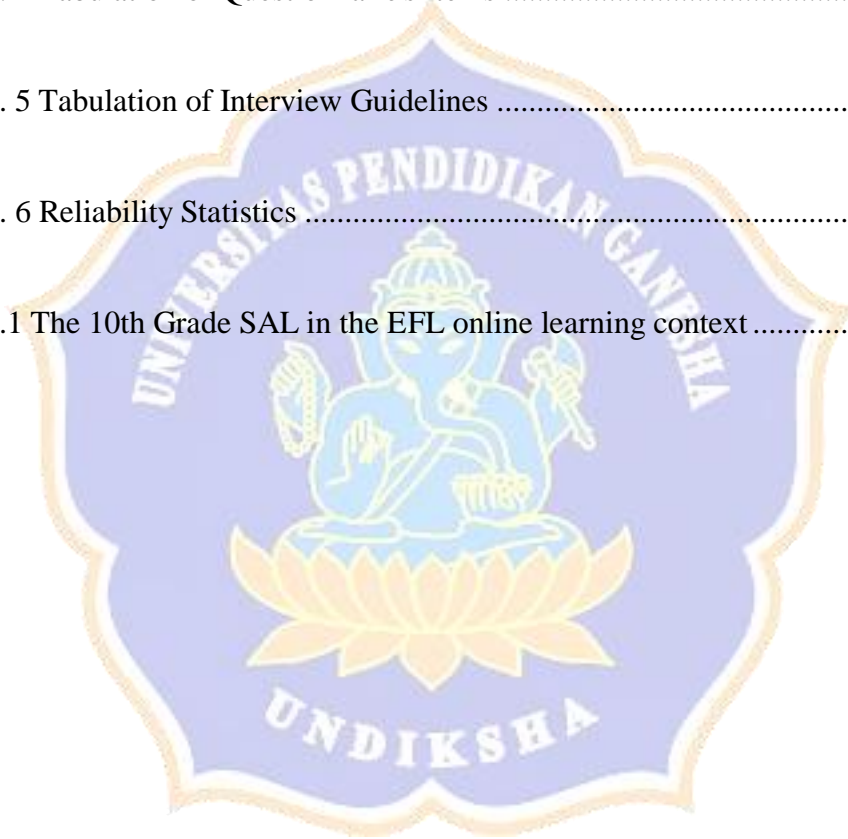 . 5 Tabulation of Interview Guidelines ..........................................
. 6 Reliability Statistics ..................................................................
.1 The 10th Grade SAL in the EFL online learning context ............
UNIVERSITAS PENDIDIKAN GANESHA
UNDIKSHA